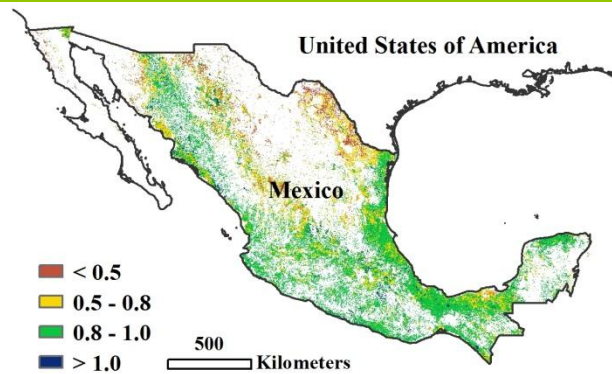 United States of America
Mexico
< 0.5
0.5 - 0.8
0.8 - 1.0
> 1.0
500
Kilometers